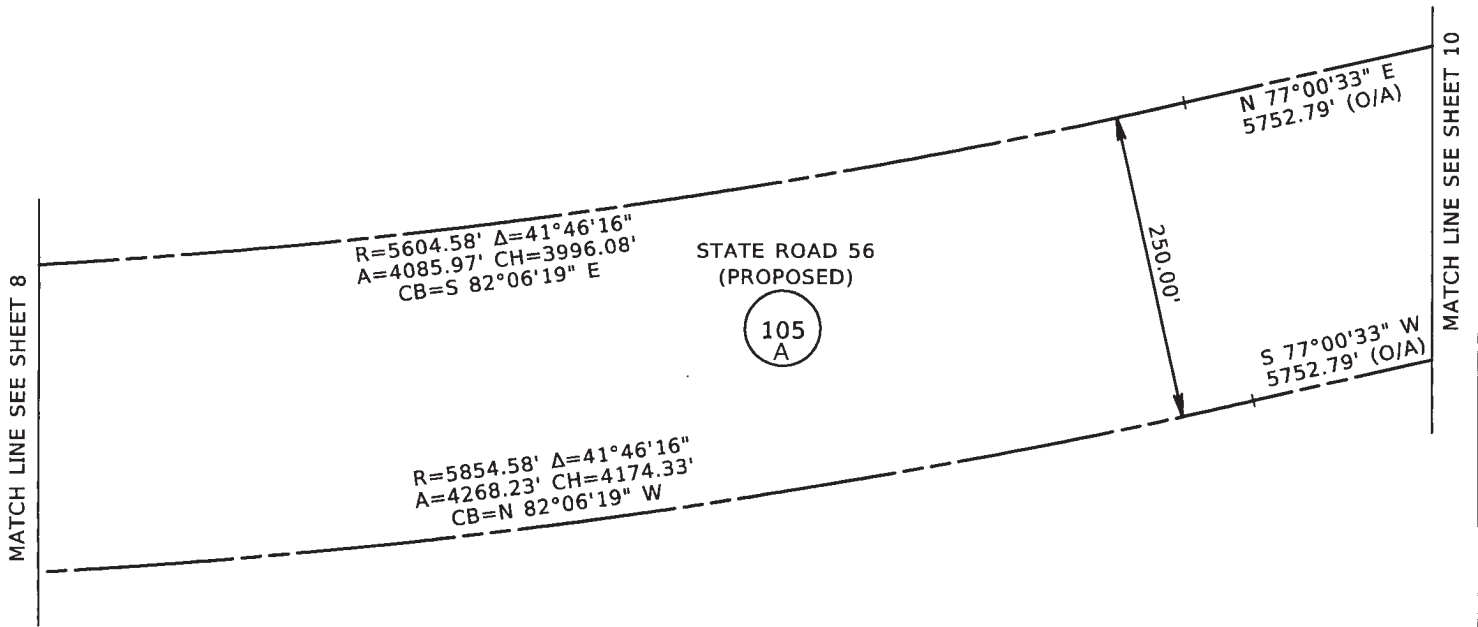 MATCH LINE SEE SHEET 8
R=5604.58' Δ=41°46'16"
A=4085.97' CH=3996.08'
CB=S 82°06'19" E
STATE ROAD 56
(PROPOSED)
105
A
250.00'
N 77°00'33" E
5752.79' (O/A)
MATCH LINE SEE SHEET 10
S 77°00'33" W
5752.79' (O/A)
R=5854.58' Δ=41°46'16"
A=4268.23' CH=4174.33'
CB=N 82°06'19" W